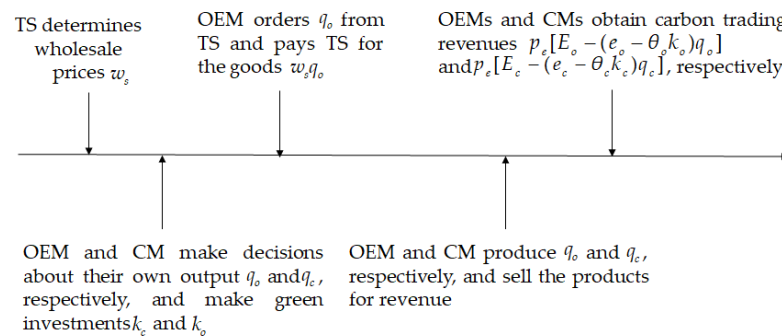 TS determines
wholesale
prices w_s
OEM orders q_o from
TS and pays TS for
the goods w_s q_o
OEMs and CMs obtain carbon trading
revenues p_e[E_o −(e_o −θ_o k_o)q_o]
and p_e[E_c −(e_c −θ_c k_c)q_c], respectively
OEM and CM make decisions
about their own output q_o and q_c,
respectively, and make green
investments k_c and k_o
OEM and CM produce q_o and q_c,
respectively, and sell the products
for revenue